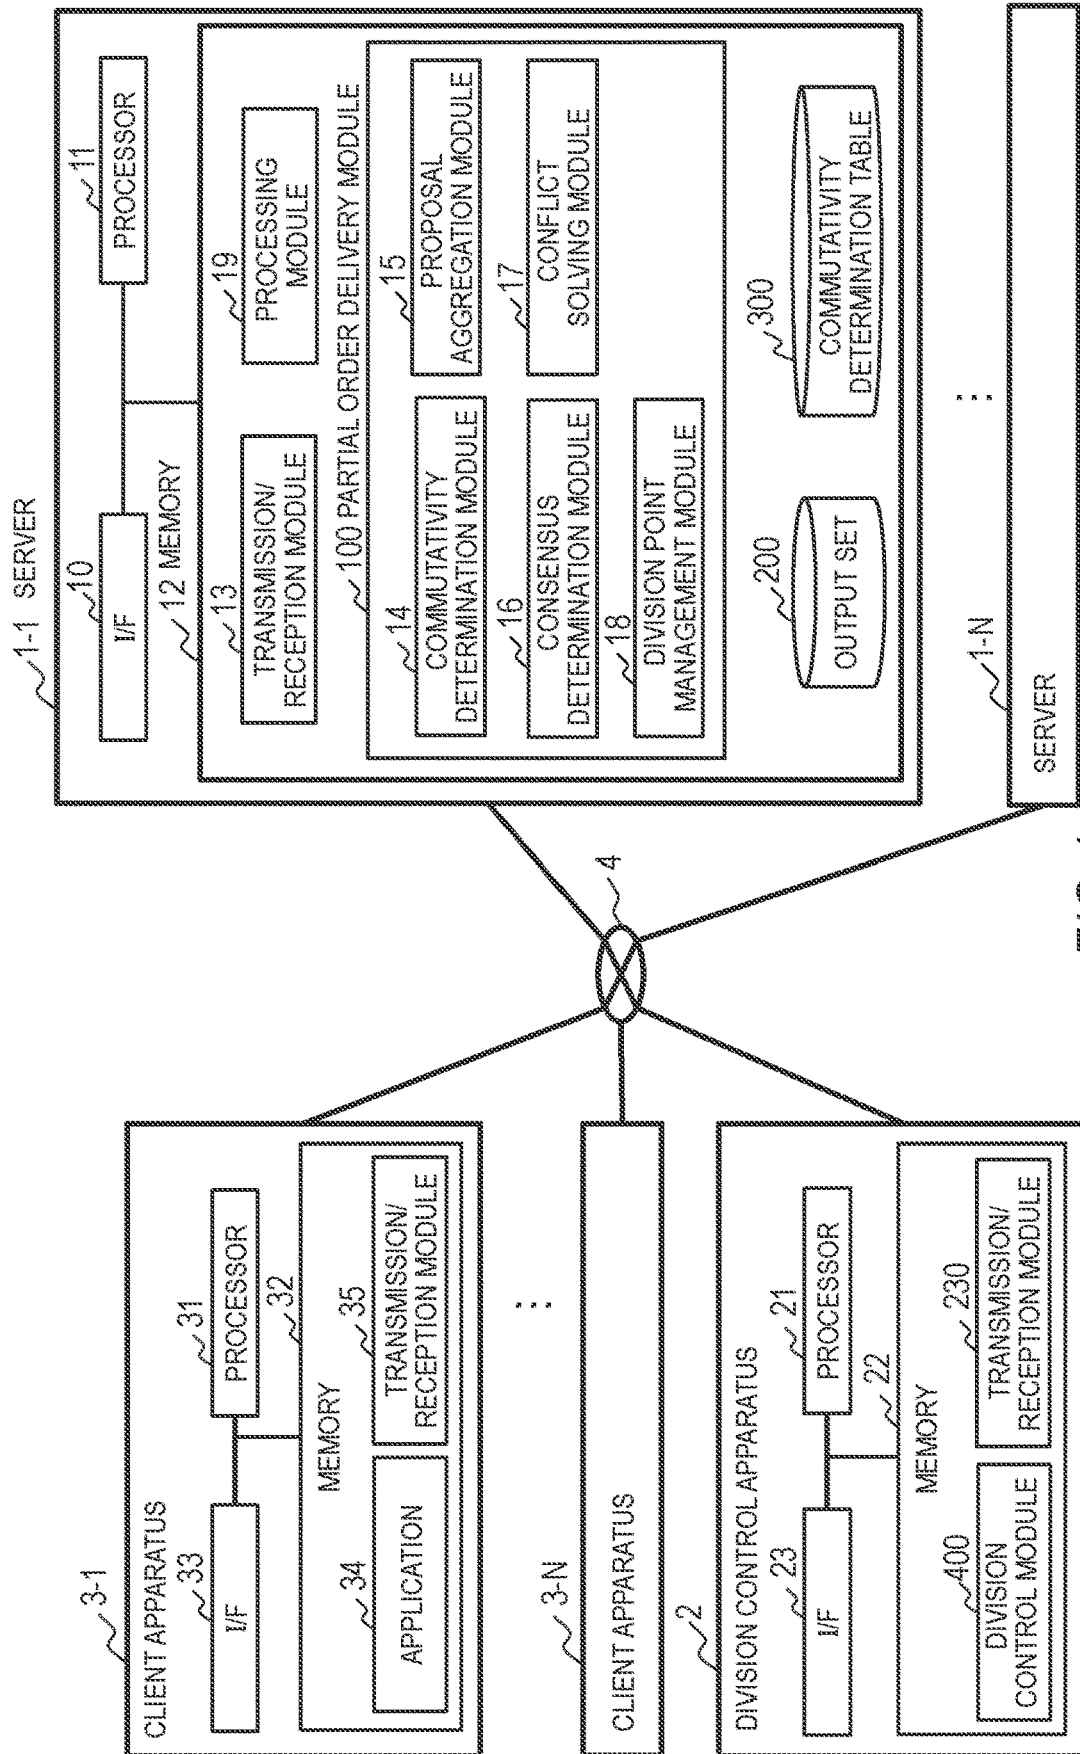 3-1
CLIENT APPARATUS
33
I/F
31
PROCESSOR
32
MEMORY
34
APPLICATION
35
TRANSMISSION/
RECEPTION MODULE
...
3-N
CLIENT APPARATUS
2
DIVISION CONTROL APPARATUS
23
I/F
21
PROCESSOR
22
MEMORY
400
DIVISION
CONTROL MODULE
230
TRANSMISSION/
RECEPTION MODULE
4
1-1 SERVER
10
I/F
11
PROCESSOR
12 MEMORY
13
TRANSMISSION/
RECEPTION MODULE
19
PROCESSING
MODULE
100 PARTIAL ORDER DELIVERY MODULE
14
COMMUTATIVITY
DETERMINATION MODULE
15
PROPOSAL
AGGREGATION MODULE
16
CONSENSUS
DETERMINATION MODULE
17
CONFLICT
SOLVING MODULE
18
DIVISION POINT
MANAGEMENT MODULE
200
OUTPUT SET
300
COMMUTATIVITY
DETERMINATION TABLE
...
1-N
SERVER